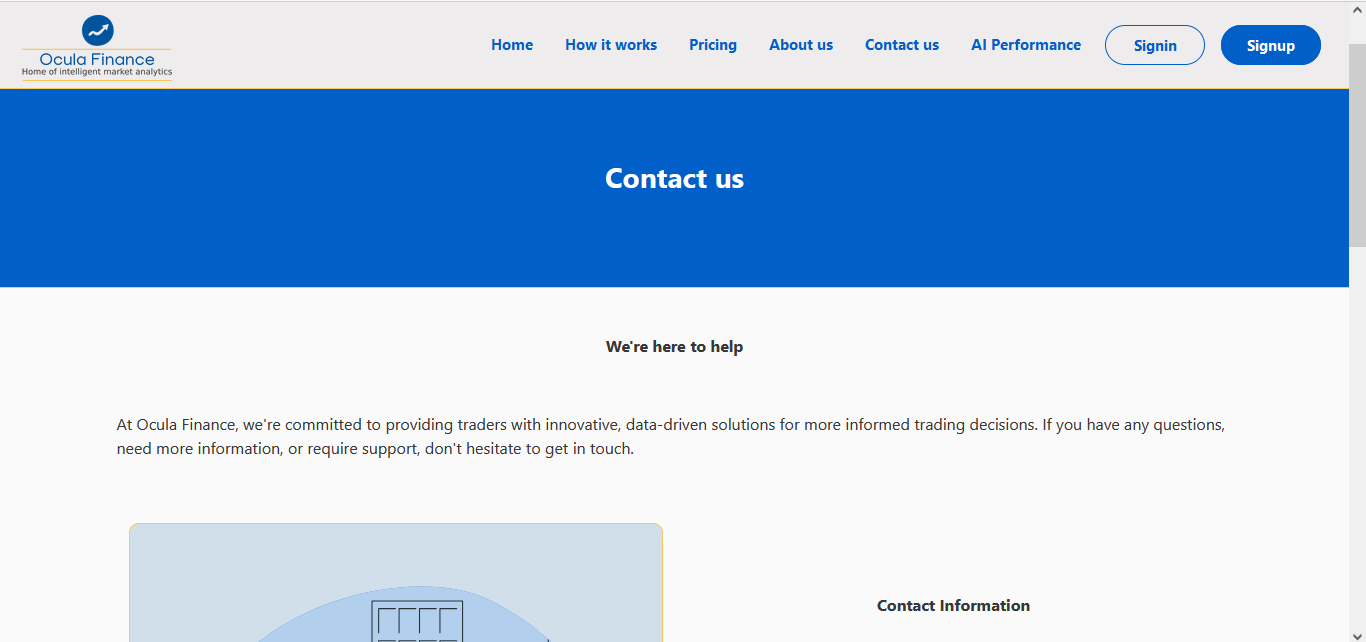 Ocula Finance
Home of intelligent market analytics
Home How it works Pricing About us Contact us AI Performance Signin Signup
Contact us
We're here to help
At Ocula Finance, we're committed to providing traders with innovative, data-driven solutions for more informed trading decisions. If you have any questions,
need more information, or require support, don't hesitate to get in touch.
Contact Information